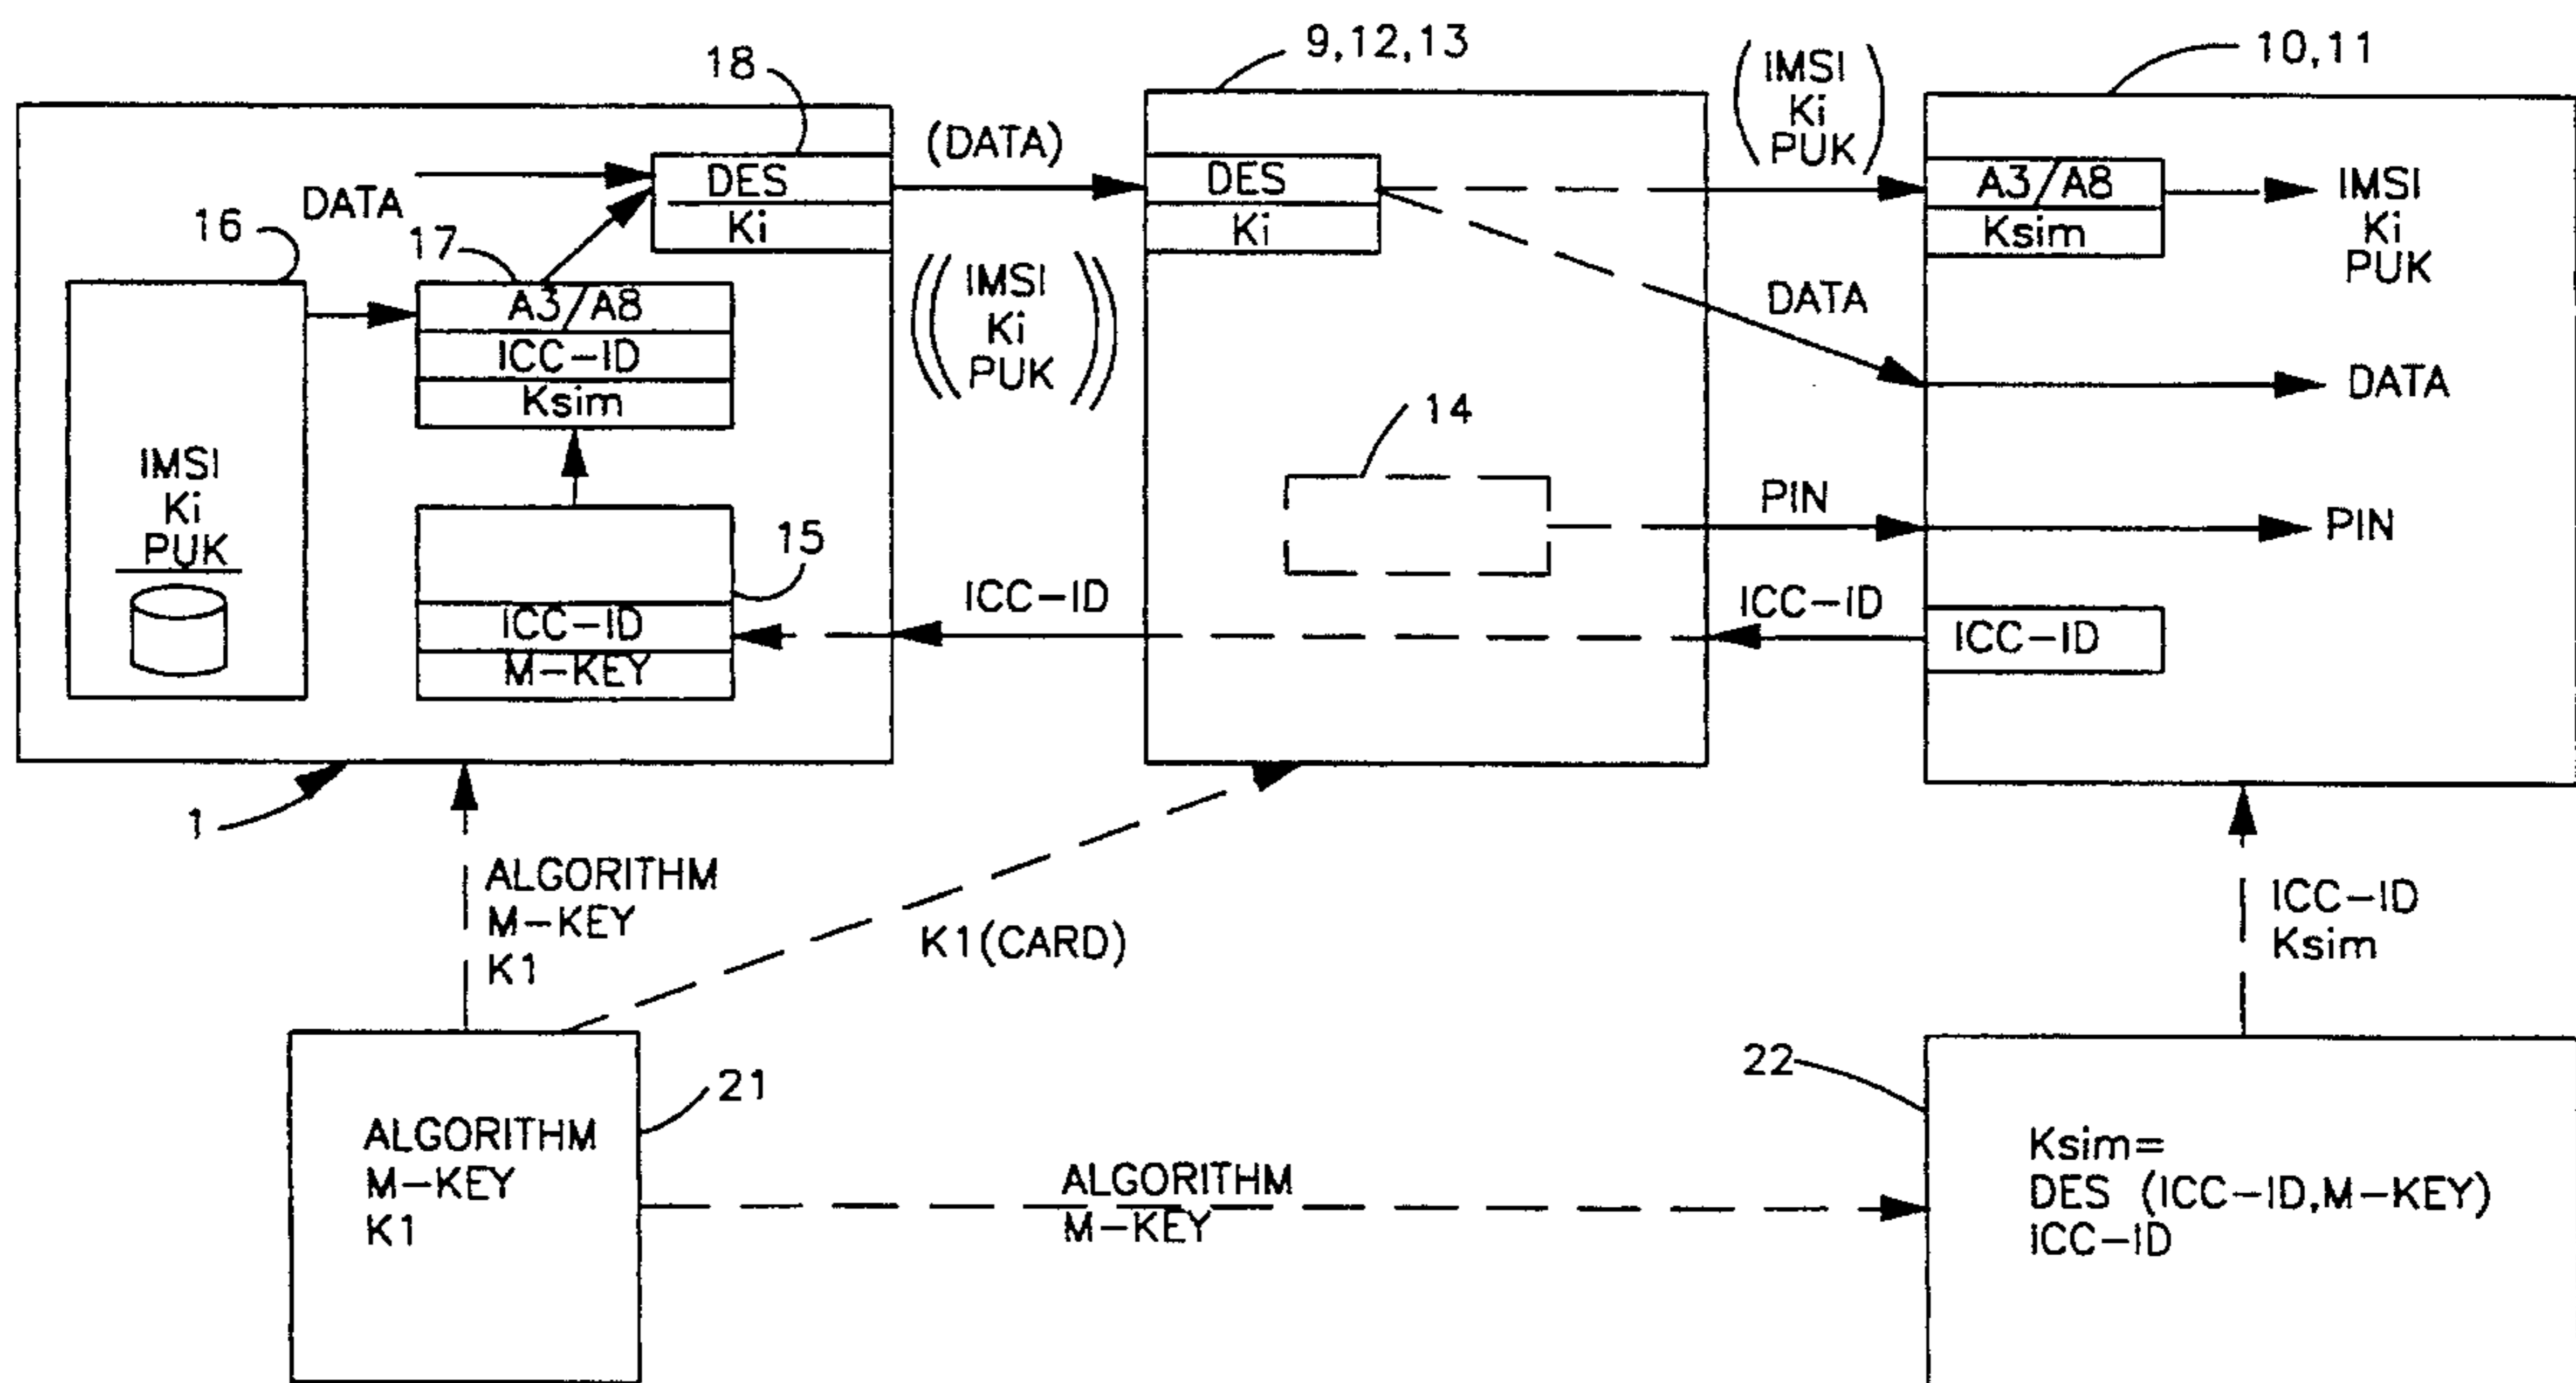 18
9,12,13
10,11
(DATA)
(IMSI
Ki
PUK)
DATA
16
17
DES
Ki
DES
Ki
A3/A8
Ksim
IMSI
Ki
PUK
A3/A8
ICC-ID
Ksim
((IMSI
Ki
PUK))
DATA
DATA
14
IMSI
Ki
PUK
15
ICC-ID
M-KEY
ICC-ID
PIN
PIN
ICC-ID
ICC-ID
1
ALGORITHM
M-KEY
K1
K1(CARD)
ICC-ID
Ksim
21
ALGORITHM
M-KEY
K1
ALGORITHM
M-KEY
22
Ksim=
DES (ICC-ID,M-KEY)
ICC-ID